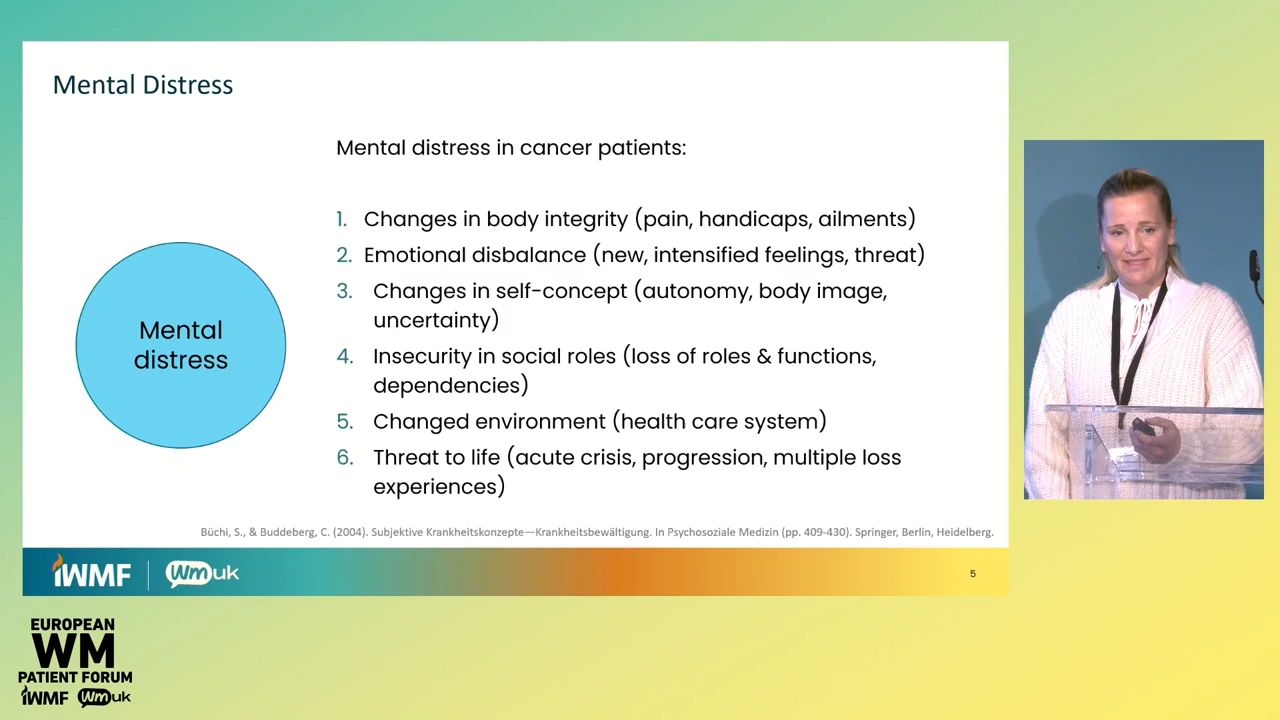 Mental Distress
Mental distress in cancer patients:
1. Changes in body integrity (pain, handicaps, ailments)
2. Emotional disbalance (new, intensified feelings, threat)
3. Changes in self-concept (autonomy, body image,
uncertainty)
4. Insecurity in social roles (loss of roles & functions,
dependencies)
5. Changed environment (health care system)
6. Threat to life (acute crisis, progression, multiple loss
experiences)
Mental
distress
Büchi, S., & Buddeberg, C. (2004). Subjektive Krankheitskonzepte—Krankheitsbewältigung. In Psychosoziale Medizin (pp. 409-430). Springer, Berlin, Heidelberg.
iWMF
Wmuk
5
EUROPEAN
WM
PATIENT FORUM
iWMF Wmuk